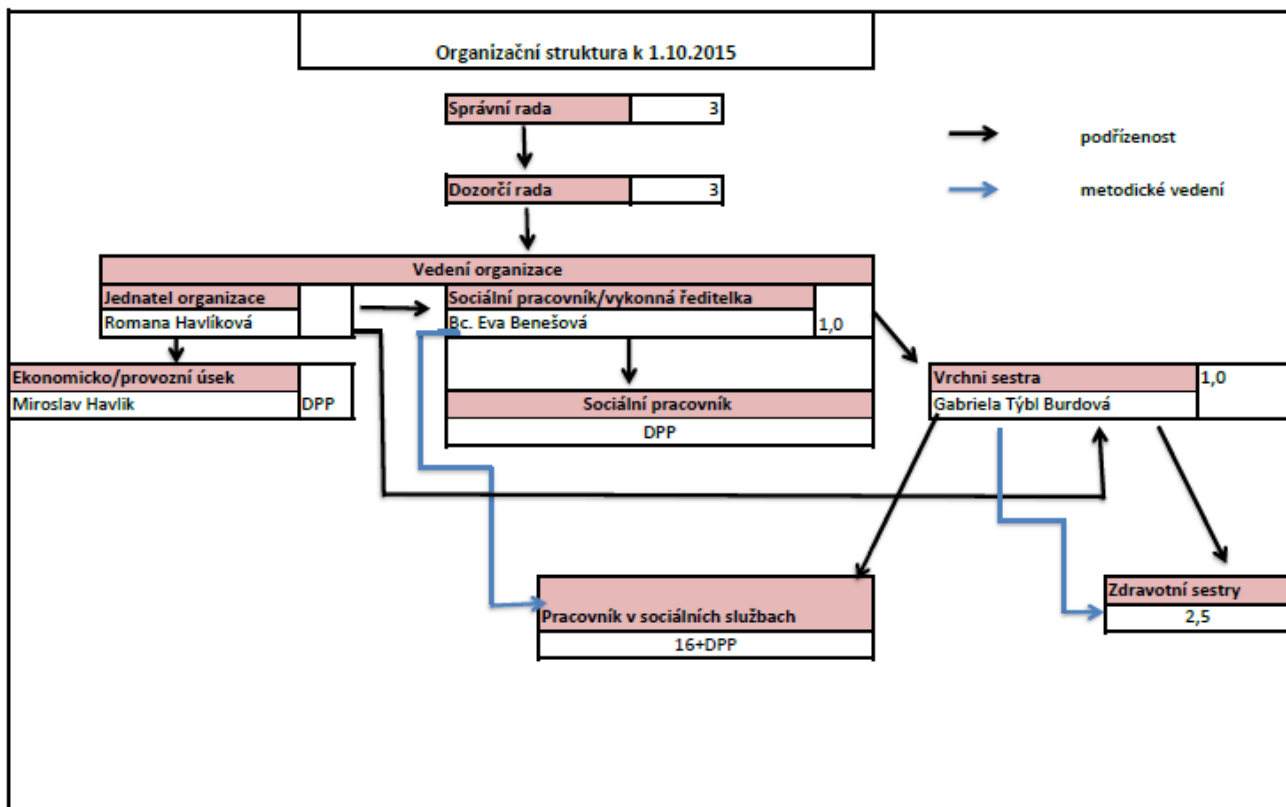 Organizační struktura k 1.10.2015
Správní rada 3
podřízenost
Dozorčí rada 3
metodické vedení
Vedení organizace
Jednatel organizace
Romana Havlíková
Sociální pracovník/vykonná ředitelka
Bc. Eva Benešová 1,0
Ekonomicko/provozní úsek
Miroslav Havlik DPP
Sociální pracovník
DPP
Vrchni sestra 1,0
Gabriela Týbl Burdová
Pracovník v sociálních službach
16+DPP
Zdravotní sestry
2,5